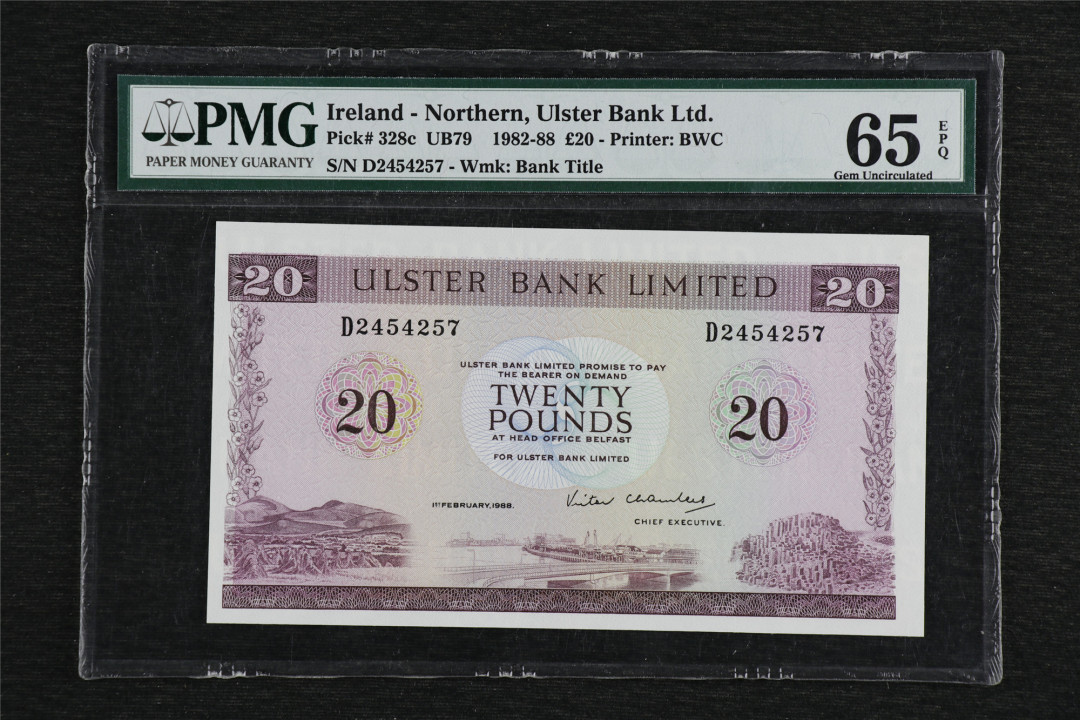 PMG
PAPER MONEY GUARANTY
Ireland - Northern, Ulster Bank Ltd.
Pick# 328c UB79 1982-88 £20 - Printer: BWC
S/N D2454257 - Wmk: Bank Title
65 EPQ
Gem Uncirculated
20 ULSTER BANK LIMITED 20
D2454257 D2454257
ULSTER BANK LIMITED PROMISE TO PAY
THE BEARER ON DEMAND
20 TWENTY POUNDS 20
AT HEAD OFFICE BELFAST
FOR ULSTER BANK LIMITED
1ST FEBRUARY, 1988. Victor Chambers
CHIEF EXECUTIVE.